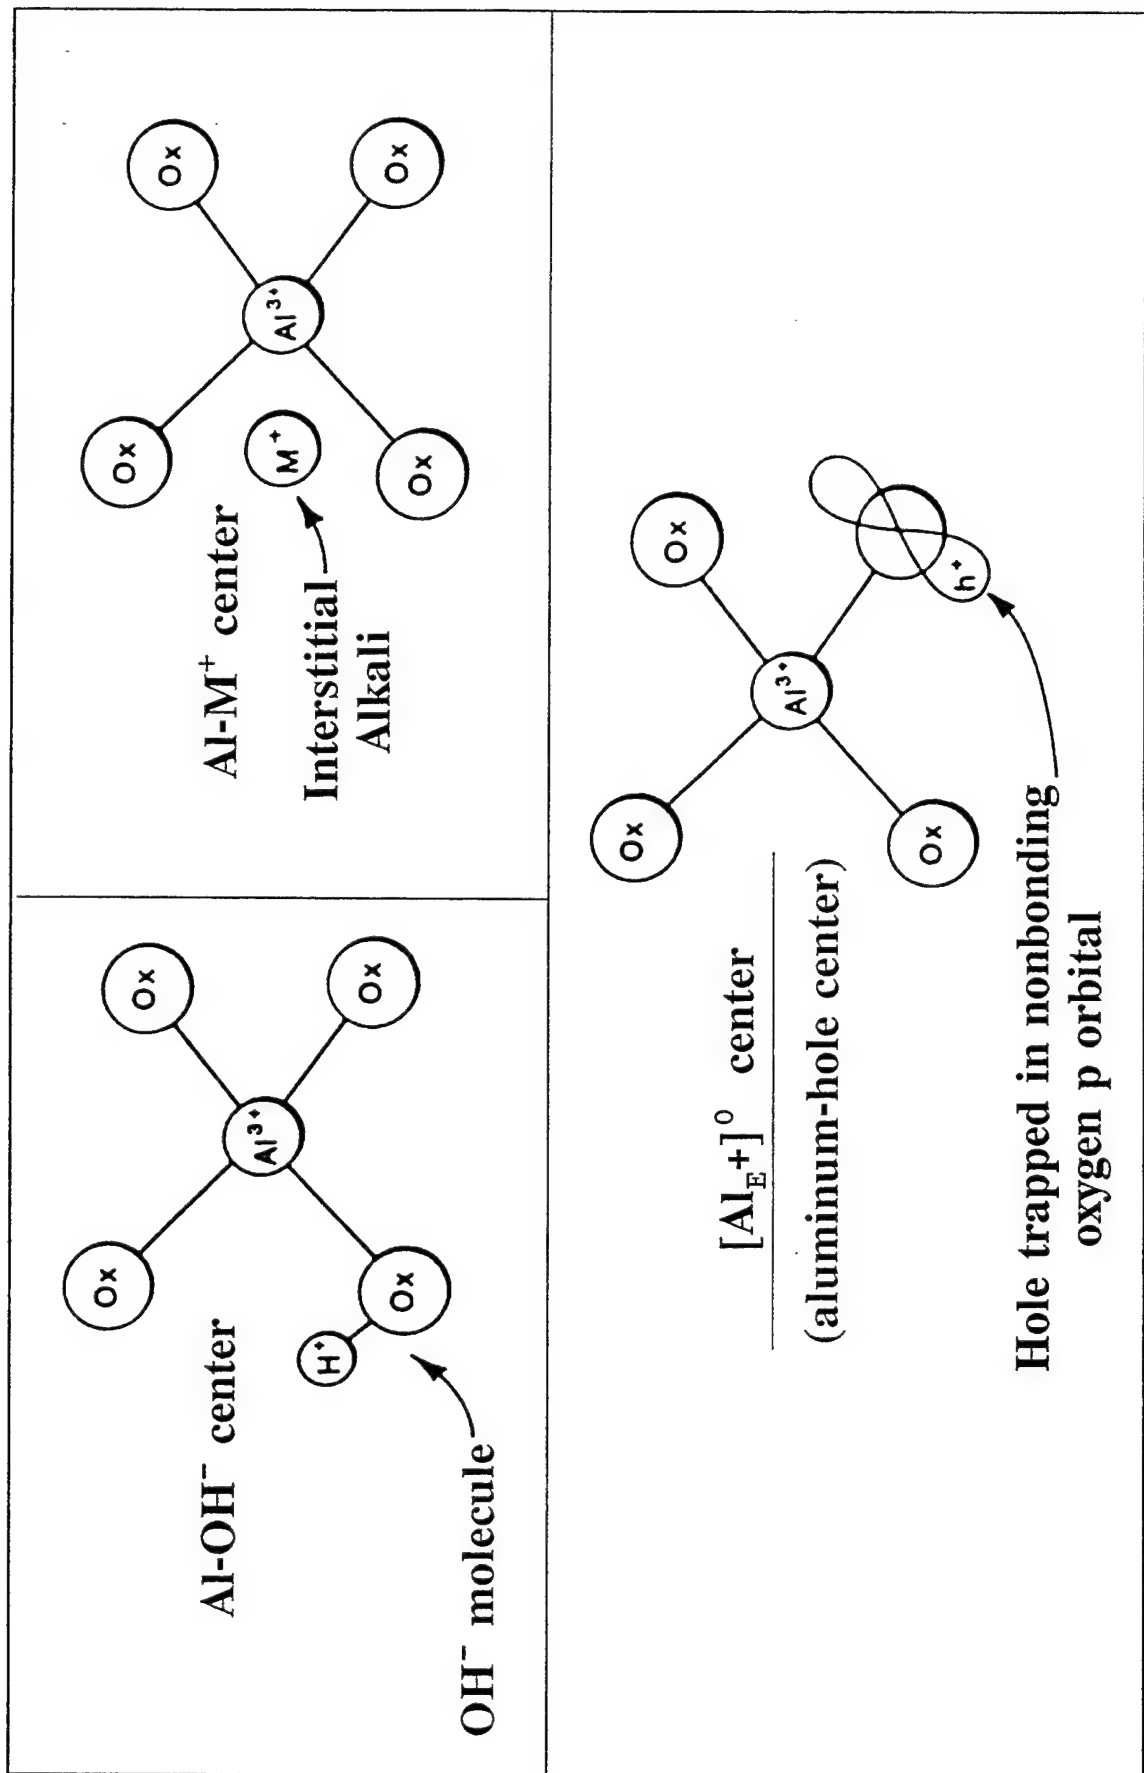 Al-OH⁻ center
OH⁻ molecule
H⁺
Ox
Ox
Al³⁺
Ox
Ox
Al-M⁺ center
Interstitial
Alkali
M⁺
Ox
Ox
Al³⁺
Ox
Ox
[Al_E+]⁰ center
(aluminum-hole center)
Ox
Ox
Al³⁺
Ox
h⁺
Hole trapped in nonbonding
oxygen p orbital